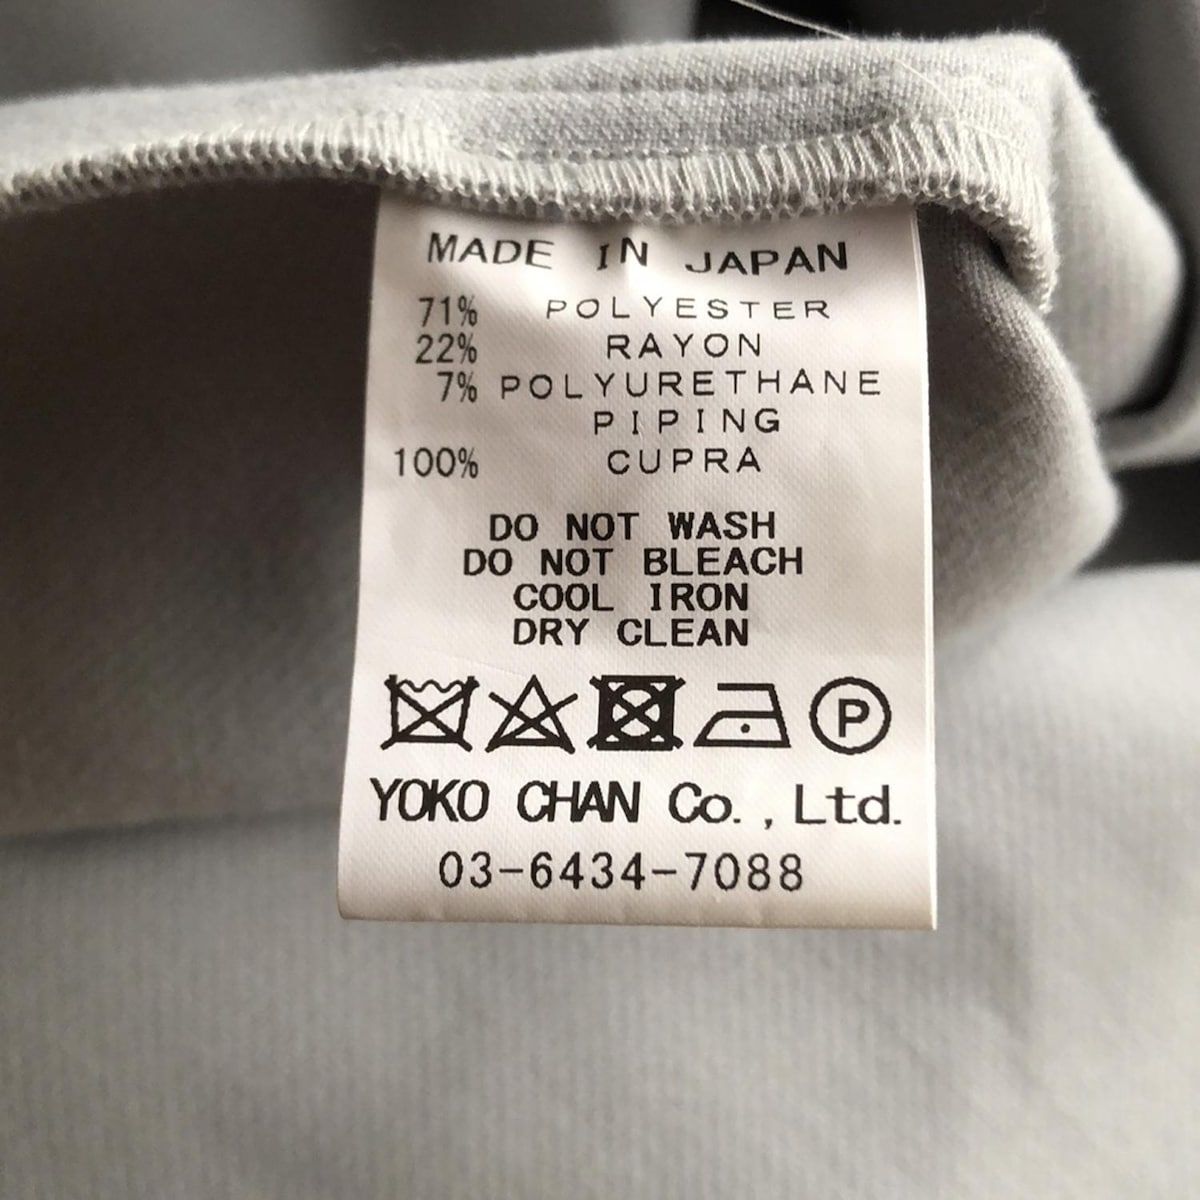 MADE IN JAPAN
71% POLYESTER
22% RAYON
7% POLYURETHANE
PIPING
100% CUPRA
DO NOT WASH
DO NOT BLEACH
COOL IRON
DRY CLEAN
P
YOKO CHAN Co., Ltd.
03-6434-7088